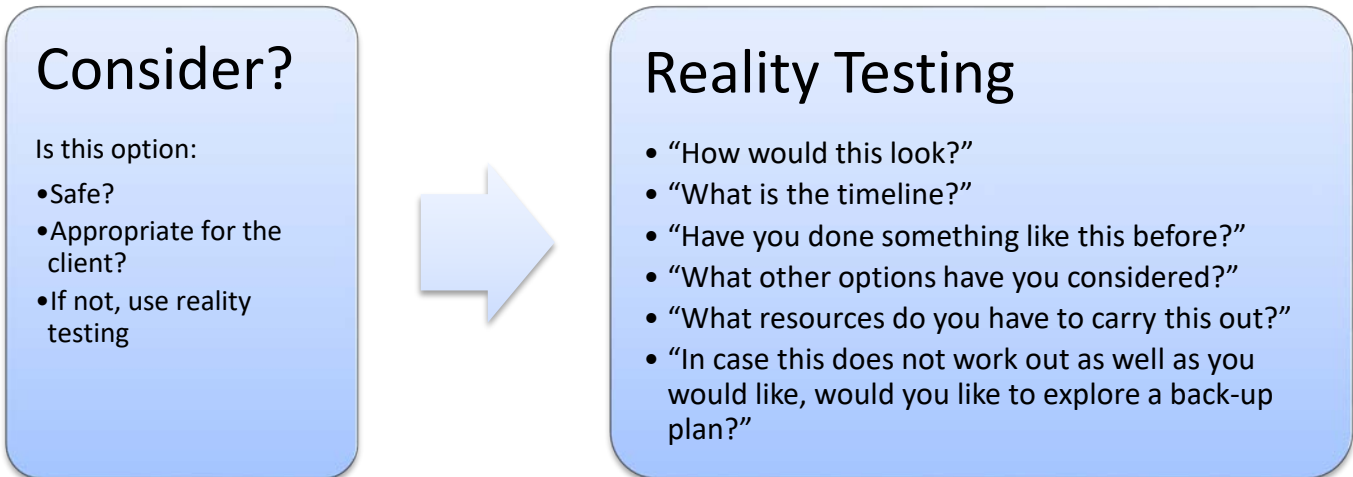 Consider?
Is this option:
•Safe?
•Appropriate for the
client?
•If not, use reality
testing
Reality Testing
• “How would this look?”
• “What is the timeline?”
• “Have you done something like this before?”
• “What other options have you considered?”
• “What resources do you have to carry this out?”
• “In case this does not work out as well as you
would like, would you like to explore a back-up
plan?”